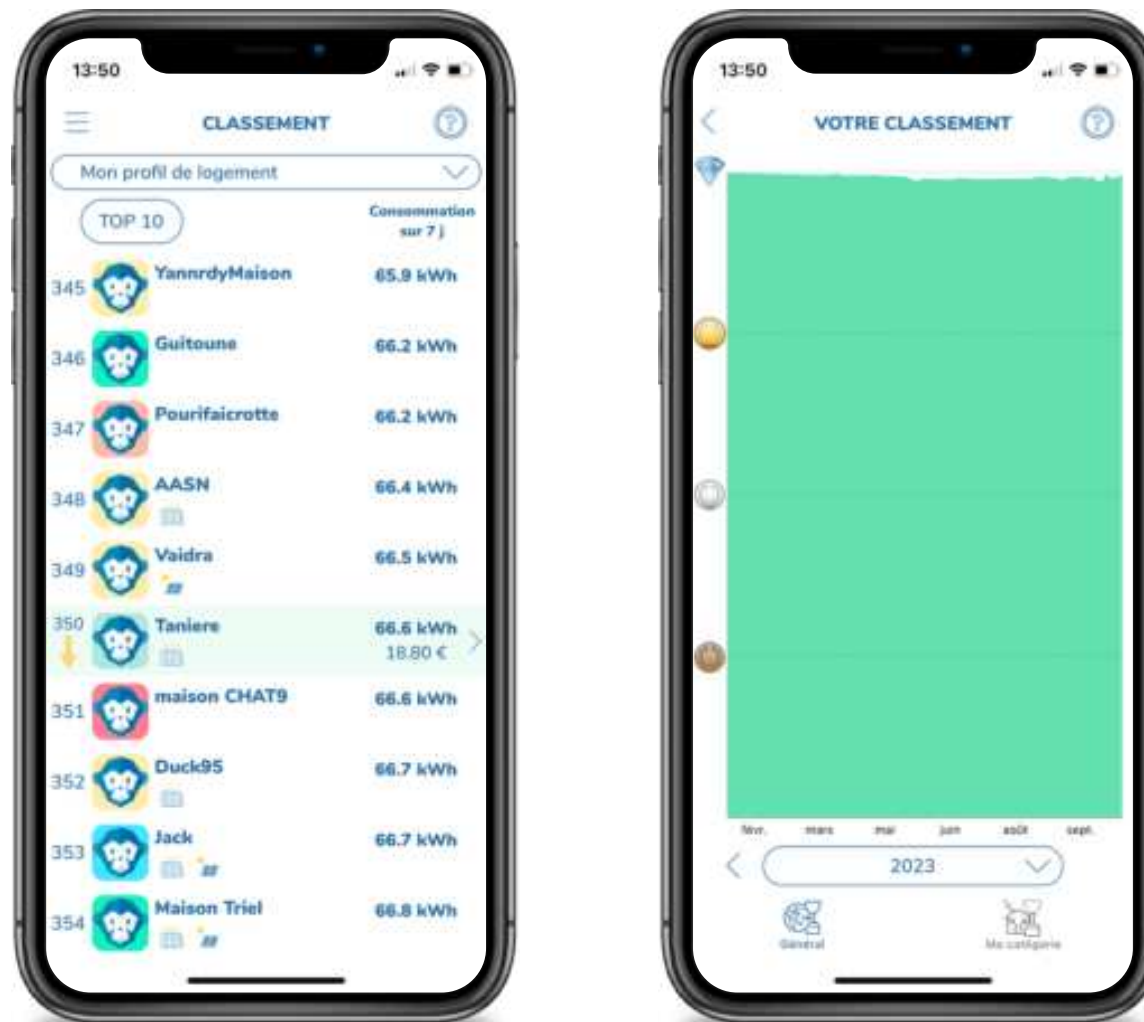 13:50
CLASSEMENT
Mon profil de logement
TOP 10
Consommation
sur 7 j
345 YannrdyMaison 65.9 kWh
346 Guitoune 66.2 kWh
347 Pourifaicrotte 66.2 kWh
348 AASN 66.4 kWh
349 Vaidra 66.5 kWh
350 Taniere 66.6 kWh
18.80 €
351 maison CHAT9 66.6 kWh
352 Duck95 66.7 kWh
353 Jack 66.7 kWh
354 Maison Triel 66.8 kWh
13:50
VOTRE CLASSEMENT
févr. mars mai juin août sept.
2023
Général Ma catégorie